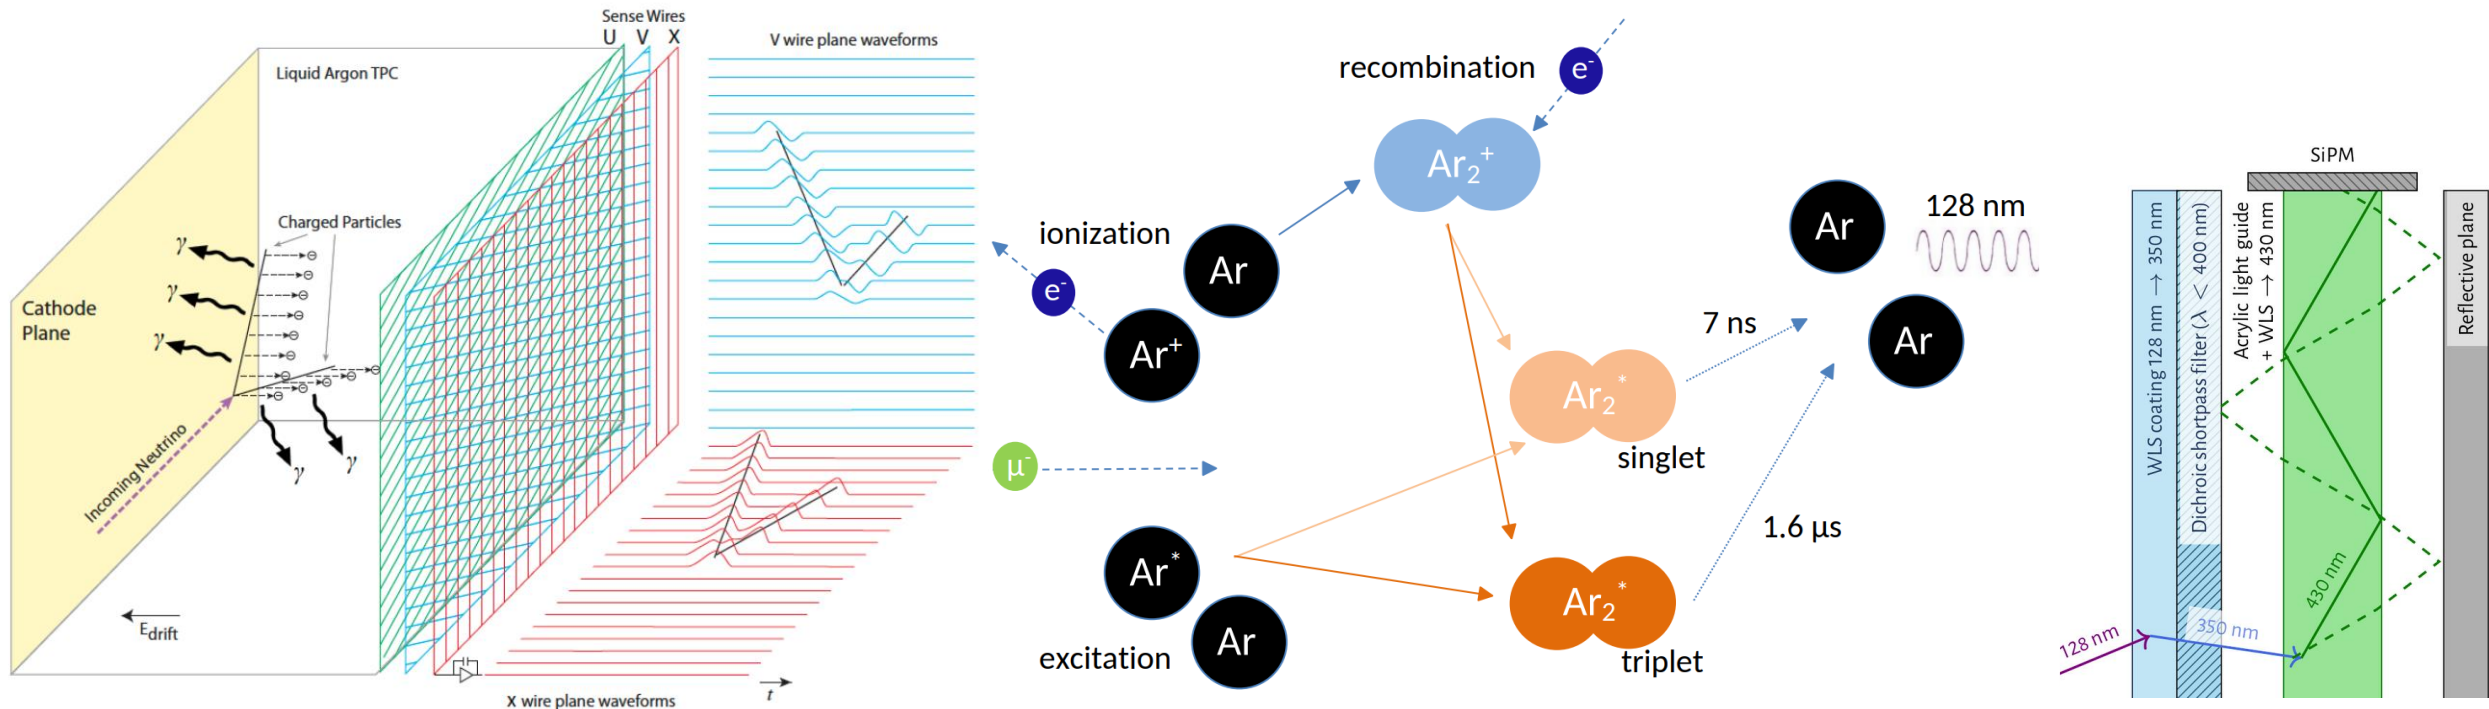 Sense Wires
U V X
V wire plane waveforms
Liquid Argon TPC
Charged Particles
γ
γ
γ
γ
γ
Cathode
Plane
Incoming Neutrino
Edrift
X wire plane waveforms
t
recombination
e⁻
Ar₂⁺
ionization
Ar
e⁻
Ar⁺
μ⁻
Ar*
Ar
excitation
Ar₂*
singlet
Ar₂*
triplet
7 ns
1.6 μs
Ar
Ar
128 nm
SiPM
WLS coating 128 nm → 350 nm
Dichroic shortpass filter (λ < 400 nm)
Acrylic light guide
+ WLS → 430 nm
Reflective plane
430 nm
350 nm
128 nm